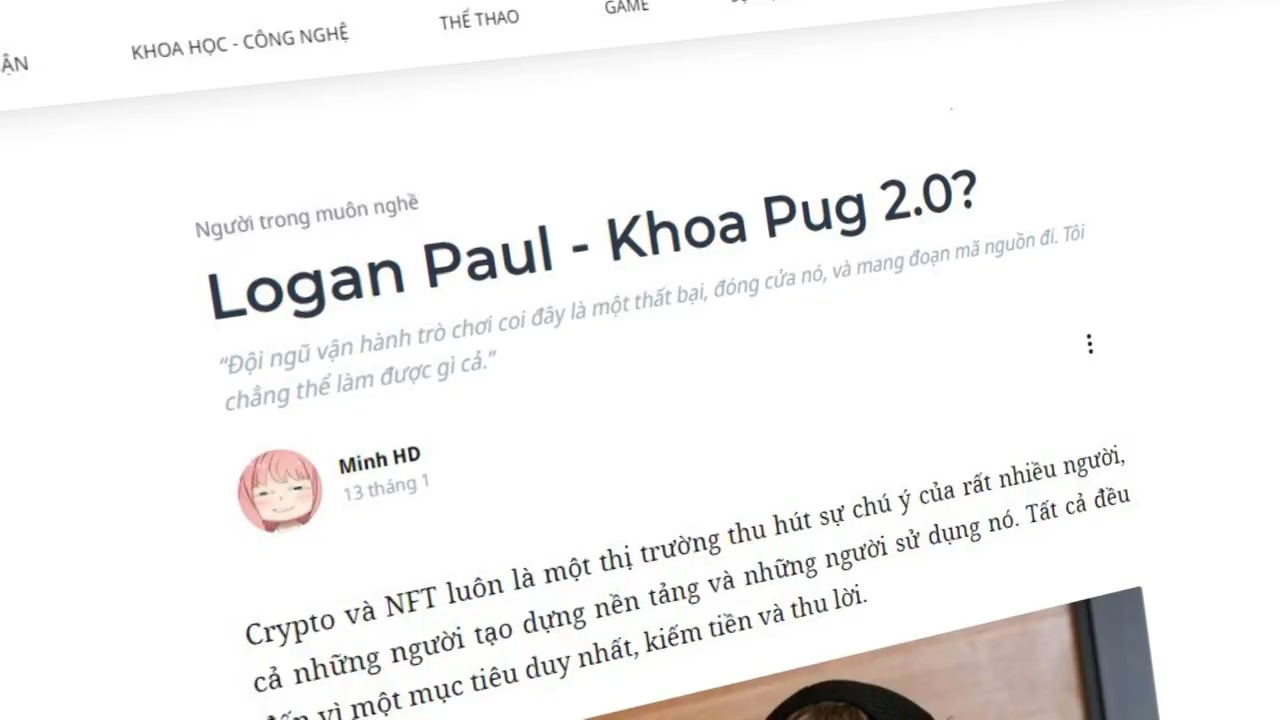 KHOA HỌC - CÔNG NGHỆ THỂ THAO GAME
Người trong muôn nghề
Logan Paul - Khoa Pug 2.0?
“Đội ngũ vận hành trò chơi coi đây là một thất bại, đóng cửa nó, và mang đoạn mã nguồn đi. Tôi
chẳng thể làm được gì cả.”
Minh HD
13 tháng 1
Crypto và NFT luôn là một thị trường thu hút sự chú ý của rất nhiều người,
cả những người tạo dựng nền tảng và những người sử dụng nó. Tất cả đều
đến vì một mục tiêu duy nhất, kiếm tiền và thu lời.